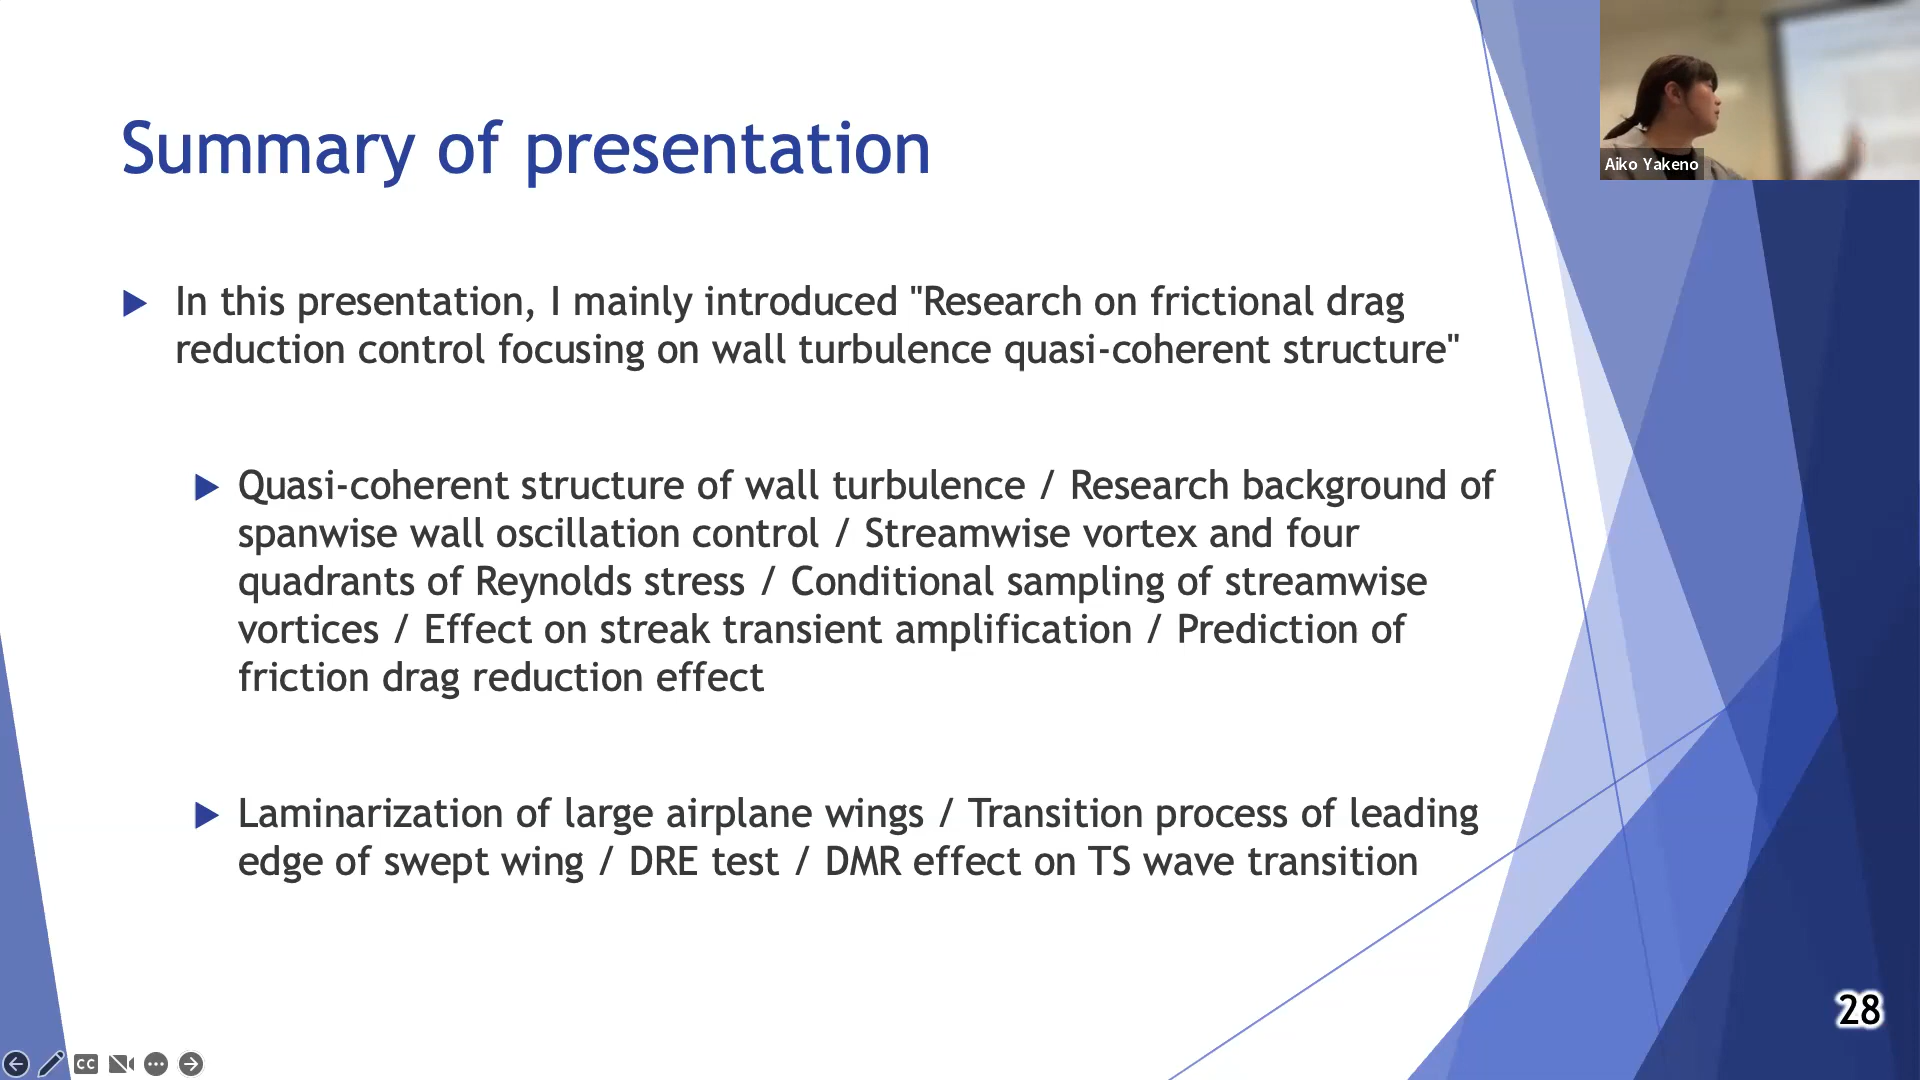 Aiko Yakeno
Summary of presentation
In this presentation, I mainly introduced "Research on frictional drag
reduction control focusing on wall turbulence quasi-coherent structure"
Quasi-coherent structure of wall turbulence / Research background of
spanwise wall oscillation control / Streamwise vortex and four
quadrants of Reynolds stress / Conditional sampling of streamwise
vortices / Effect on streak transient amplification / Prediction of
friction drag reduction effect
Laminarization of large airplane wings / Transition process of leading
edge of swept wing / DRE test / DMR effect on TS wave transition
28
CC